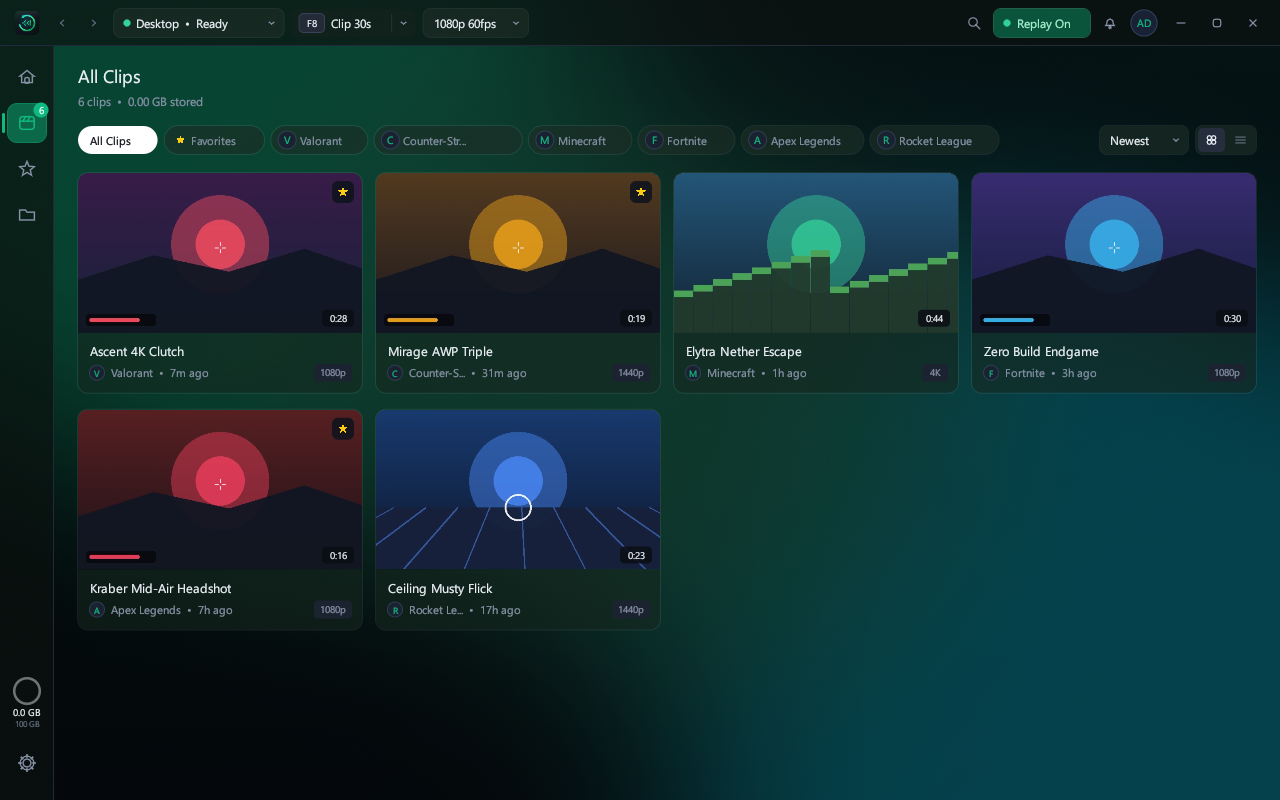 Desktop • Ready
F8 Clip 30s
1080p 60fps
Replay On
AD
All Clips
6 clips • 0.00 GB stored
6
All Clips
Favorites
V Valorant
C Counter-Str...
M Minecraft
F Fortnite
A Apex Legends
R Rocket League
Newest
0:28
0:19
0:44
0:30
Ascent 4K Clutch
V Valorant • 7m ago 1080p
Mirage AWP Triple
C Counter-S... • 31m ago 1440p
Elytra Nether Escape
M Minecraft • 1h ago 4K
Zero Build Endgame
F Fortnite • 3h ago 1080p
0:16
0:23
Kraber Mid-Air Headshot
A Apex Legends • 7h ago 1080p
Ceiling Musty Flick
R Rocket Le... • 17h ago 1440p
0.0 GB
100 GB